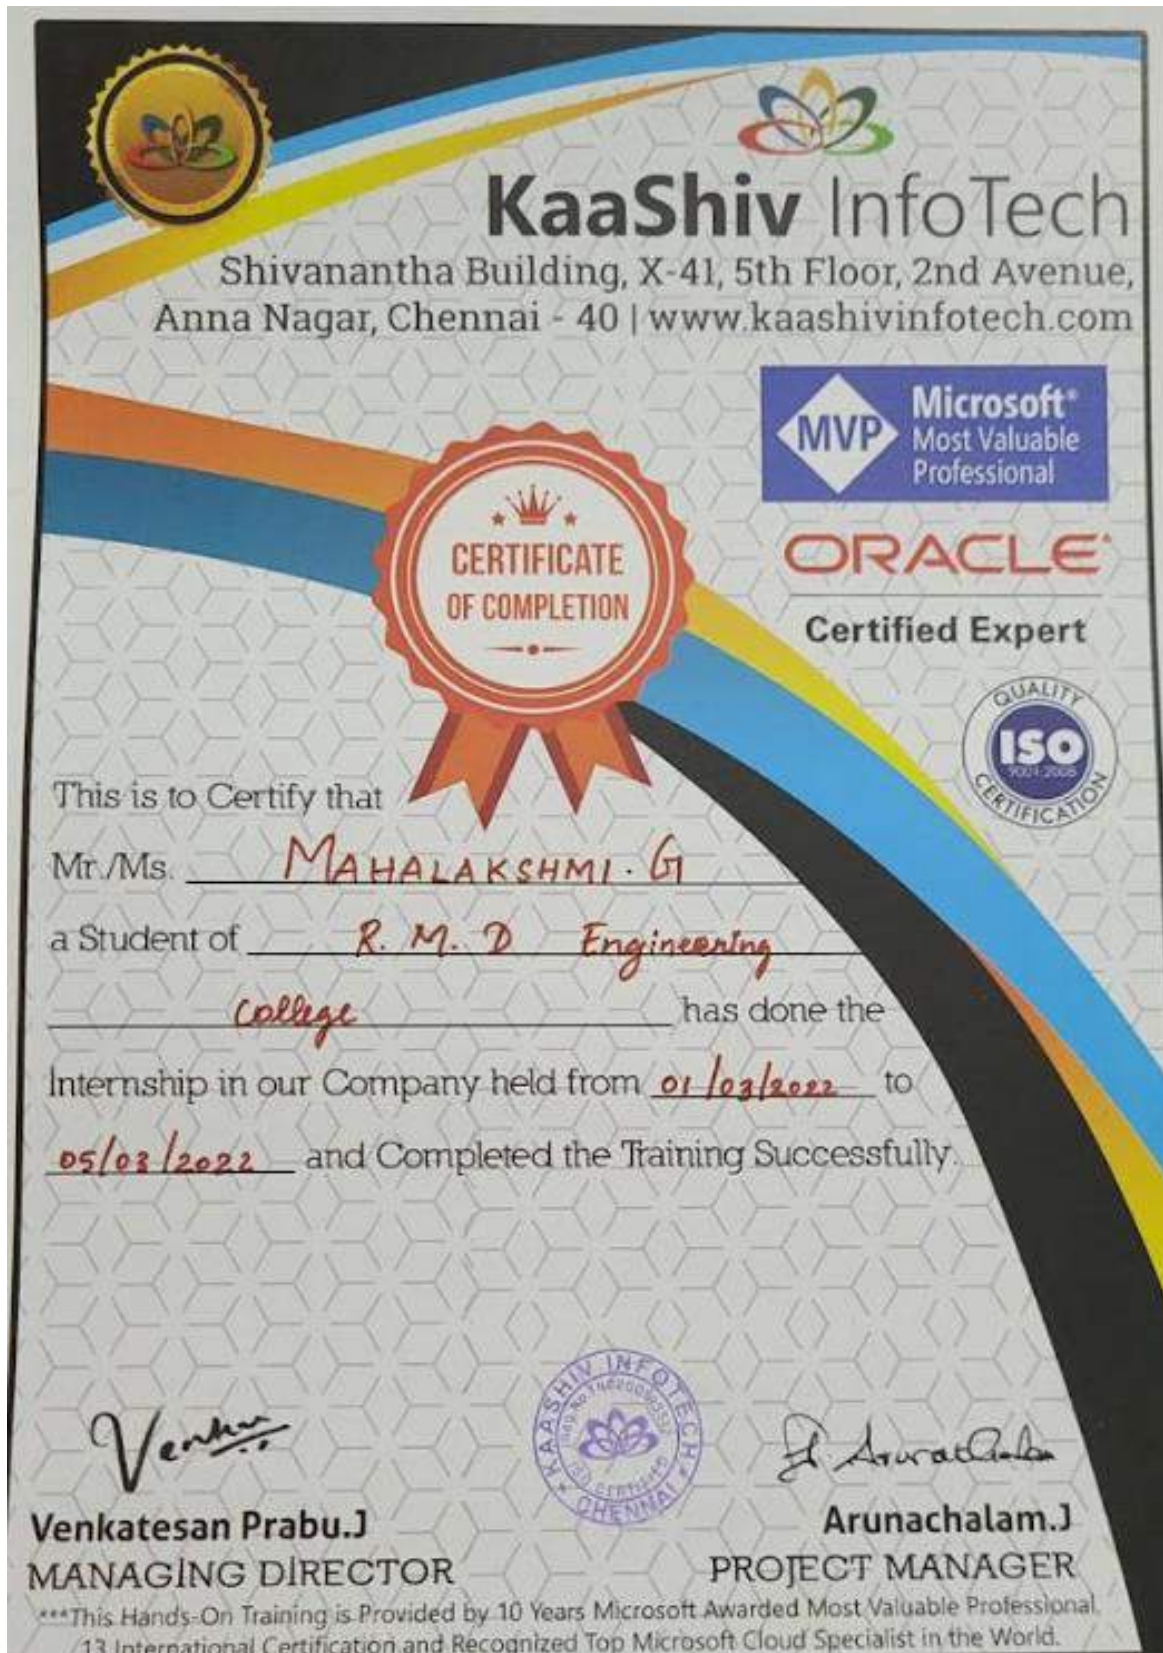 KaaShiv InfoTech
Shivanantha Building, X-41, 5th Floor, 2nd Avenue,
Anna Nagar, Chennai - 40 | www.kaashivinfotech.com
MVP
Microsoft®
Most Valuable
Professional
ORACLE
Certified Expert
CERTIFICATE
OF COMPLETION
QUALITY
ISO
9001:2008
CERTIFICATION
This is to Certify that
Mr./Ms. MAHALAKSHMI. G
a Student of R. M. D Engineering
College has done the
Internship in our Company held from 01/03/2022 to
05/03/2022 and Completed the Training Successfully.
KAASHIV INFOTECH
CHENNAI
Venkatesan Prabu.J
MANAGING DİRECTOR
Arunachalam.J
PROJECT MANAGER
***This Hands-On Training is Provided by 10 Years Microsoft Awarded Most Valuable Professional,
13 International Certification and Recognized Top Microsoft Cloud Specialist in the World.